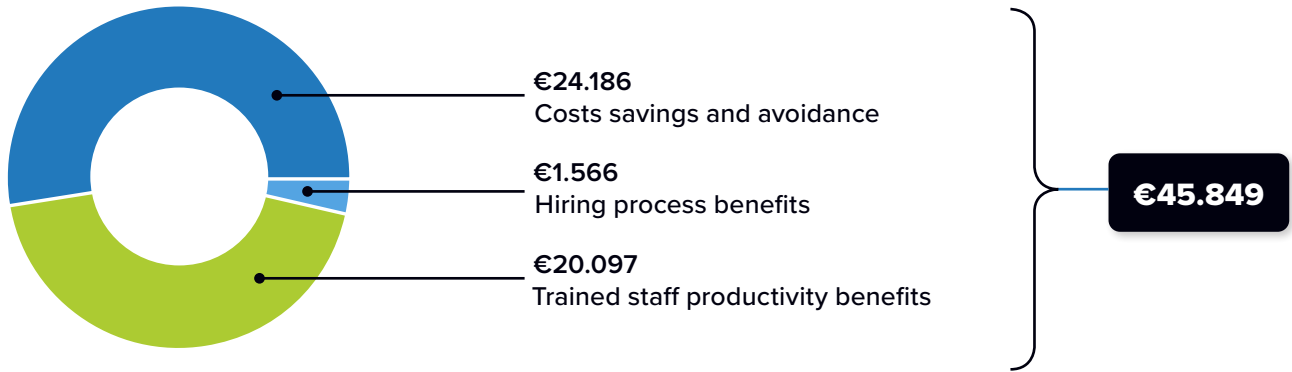 €24.186
Costs savings and avoidance
€1.566
Hiring process benefits
€20.097
Trained staff productivity benefits
€45.849